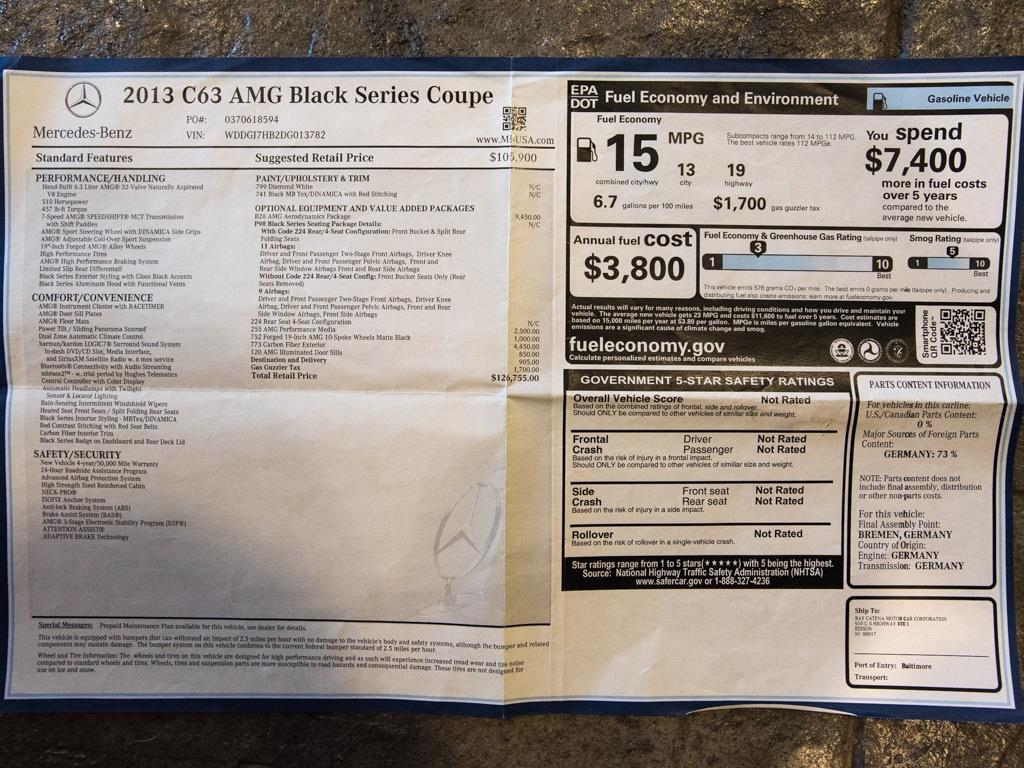 2013 C63 AMG Black Series Coupe
Mercedes-Benz
PO#: 0370618594
VIN: WDDGJ7HB2DG013782
www.MBUSA.com
Standard Features
Suggested Retail Price $105,900
PERFORMANCE/HANDLING
Hand Built 6.3 Liter AMG® 32-Valve Naturally Aspirated
V8 Engine
510 Horsepower
457 lb-ft Torque
7-Speed AMG® SPEEDSHIFT® MCT Transmission
with Shift Paddles
AMG® Sport Steering Wheel with DINAMICA Side Grips
AMG® Adjustable Coil-Over Sport Suspension
19"-Inch Forged AMG® Alloy Wheels
High Performance Tires
AMG® High Performance Braking System
Limited Slip Rear Differential
Black Series Exterior Styling with Gloss Black Accents
Black Series Aluminum Hood with Functional Vents
COMFORT/CONVENIENCE
AMG® Instrument Cluster with RACETIMER
AMG® Door Sill Plates
AMG® Floor Mats
Power Tilt / Sliding Panorama Sunroof
Dual Zone Automatic Climate Control
harman/kardon LOGIC7® Surround Sound System
In-dash DVD/CD Slot, Media Interface,
and SiriusXM Satellite Radio w. 6 mos service
Bluetooth® Connectivity with Audio Streaming
mbrace2™ - w. trial period by Hughes Telematics
Central Controller with Color Display
Automatic Headlamps with Twilight
Sensor & Locator Lighting
Rain-Sensing Intermittent Windshield Wipers
Heated Seat Front Seats / Split Folding Rear Seats
Black Series Interior Styling - MBTex/DINAMICA
Red Contrast Stitching with Red Seat Belts
Carbon Fiber Interior Trim
Black Series Badge on Dashboard and Rear Deck Lid
SAFETY/SECURITY
New Vehicle 4-year/50,000 Mile Warranty
24-Hour Roadside Assistance Program
Advanced Airbag Protection System
High Strength Steel Reinforced Cabin
NECK-PRO®
ISOFIX Anchor System
Anti-lock Braking System (ABS)
Brake Assist System (BAS®)
AMG® 3-Stage Electronic Stability Program (ESP®)
ATTENTION ASSIST®
ADAPTIVE BRAKE Technology
PAINT/UPHOLSTERY & TRIM
799 Diamond White N/C
741 Black MB Tex/DINAMICA with Red Stitching N/C
OPTIONAL EQUIPMENT AND VALUE ADDED PACKAGES
B26 AMG Aerodynamics Package 9,450.00
P98 Black Series Seating Package Details: N/C
With Code 224 Rear/4-Seat Configuration: Front Bucket & Split Rear
Folding Seats
11 Airbags:
Driver and Front Passenger Two-Stage Front Airbags, Driver Knee
Airbag, Driver and Front Passenger Pelvic Airbags, Front and
Rear Side Window Airbags Front and Rear Side Airbags
Without Code 224 Rear/4-Seat Config: Front Bucket Seats Only (Rear
Seats Removed)
9 Airbags:
Driver and Front Passenger Two-Stage Front Airbags, Driver Knee
Airbag, Driver and Front Passenger Pelvic Airbags, Front and Rear
Side Window Airbags, Front Side Airbags
224 Rear Seat 4-Seat Configuration N/C
255 AMG Performance Media 2,500.00
752 Forged 19-Inch AMG 10-Spoke Wheels Matte Black 1,000.00
773 Carbon Fiber Exterior 4,450.00
120 AMG Illuminated Door Sills 850.00
Destination and Delivery 905.00
Gas Guzzler Tax 1,700.00
Total Retail Price $126,755.00
Special Messages: Prepaid Maintenance Plan available for this vehicle, see dealer for details.
This vehicle is equipped with bumpers that can withstand an impact of 2.5 miles per hour with no damage to the vehicle's body and safety systems, although the bumper and related
components may sustain damage. The bumper system on this vehicle conforms to the current federal bumper standard of 2.5 miles per hour.
Wheel and Tire Information: The wheels and tires on this vehicle are designed for high performance driving and as such will experience increased tread wear and tire noise
compared to standard wheels and tires. Wheels, tires and suspension parts are more susceptible to road hazards and consequential damage. These tires are not designed for
use on ice and snow.
EPA
DOT
Fuel Economy and Environment
Gasoline Vehicle
Fuel Economy
15 MPG
combined city/hwy
13
city
19
highway
Subcompacts range from 14 to 112 MPG.
The best vehicle rates 112 MPGe.
6.7 gallons per 100 miles
$1,700 gas guzzler tax
You spend
$7,400
more in fuel costs
over 5 years
compared to the
average new vehicle.
Annual fuel cost
$3,800
Fuel Economy & Greenhouse Gas Rating (tailpipe only)
1
3
10
Best
Smog Rating (tailpipe only)
1
5
10
Best
This vehicle emits 576 grams CO2 per mile. The best emits 0 grams per mile (tailpipe only). Producing and
distributing fuel also create emissions; learn more at fueleconomy.gov.
Actual results will vary for many reasons, including driving conditions and how you drive and maintain your
vehicle. The average new vehicle gets 23 MPG and costs $11,600 to fuel over 5 years. Cost estimates are
based on 15,000 miles per year at $3.80 per gallon. MPGe is miles per gasoline gallon equivalent. Vehicle
emissions are a significant cause of climate change and smog.
fueleconomy.gov
Calculate personalized estimates and compare vehicles
Smartphone
QR Code™
GOVERNMENT 5-STAR SAFETY RATINGS
Overall Vehicle Score Not Rated
Based on the combined ratings of frontal, side and rollover.
Should ONLY be compared to other vehicles of similar size and weight.
Frontal Driver Not Rated
Crash Passenger Not Rated
Based on the risk of injury in a frontal impact.
Should ONLY be compared to other vehicles of similar size and weight.
Side Front seat Not Rated
Crash Rear seat Not Rated
Based on the risk of injury in a side impact.
Rollover Not Rated
Based on the risk of rollover in a single-vehicle crash.
Star ratings range from 1 to 5 stars(★★★★★) with 5 being the highest.
Source: National Highway Traffic Safety Administration (NHTSA)
www.safercar.gov or 1-888-327-4236
PARTS CONTENT INFORMATION
For vehicles in this carline:
U.S./Canadian Parts Content:
0 %
Major Sources of Foreign Parts
Content:
GERMANY: 73 %
NOTE: Parts content does not
include final assembly, distribution
or other non-parts costs.
For this vehicle:
Final Assembly Point:
BREMEN, GERMANY
Country of Origin:
Engine: GERMANY
Transmission: GERMANY
Ship To:
RAY CATENA MOTOR CAR CORPORATION
910 U S HIGHWAY STE 1
EDISON
NJ 08817
Port of Entry: Baltimore
Transport: